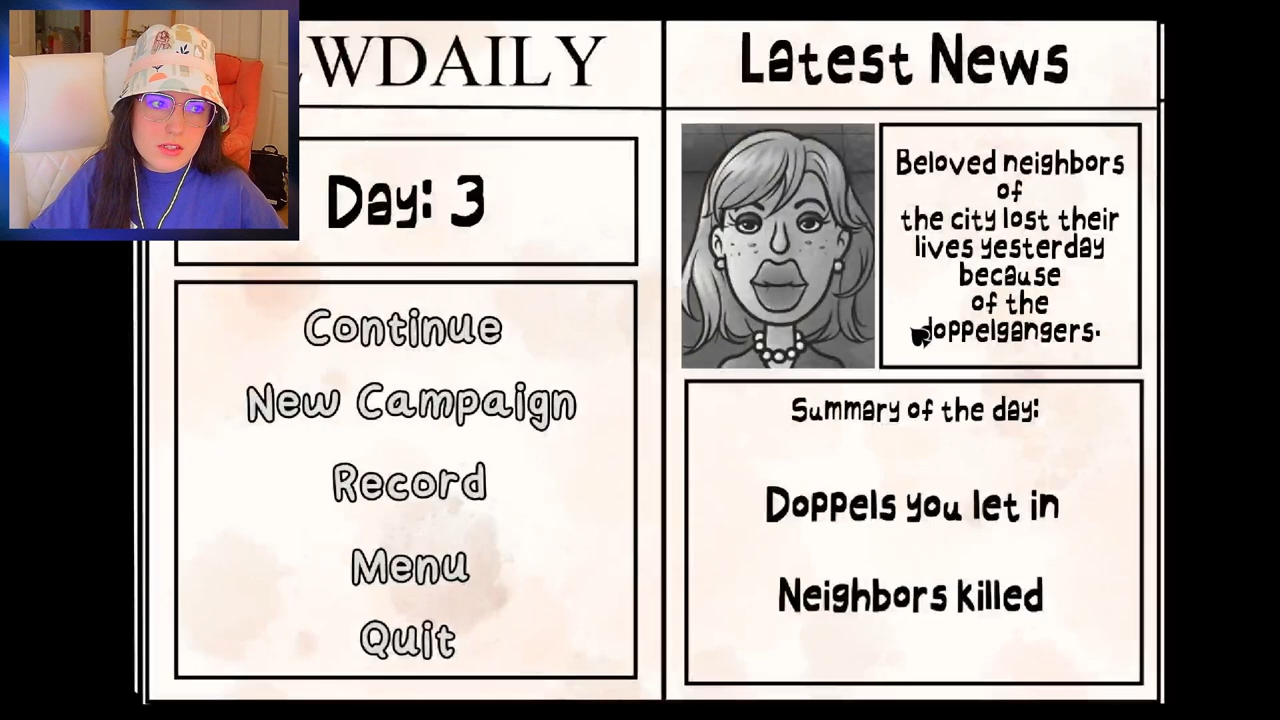 WDAILY
Day: 3
Continue
New Campaign
Record
Menu
Quit
Latest News
Beloved neighbors
of
the city lost their
lives yesterday
because
of the
doppelgangers.
Summary of the day:
Doppels you let in
Neighbors killed